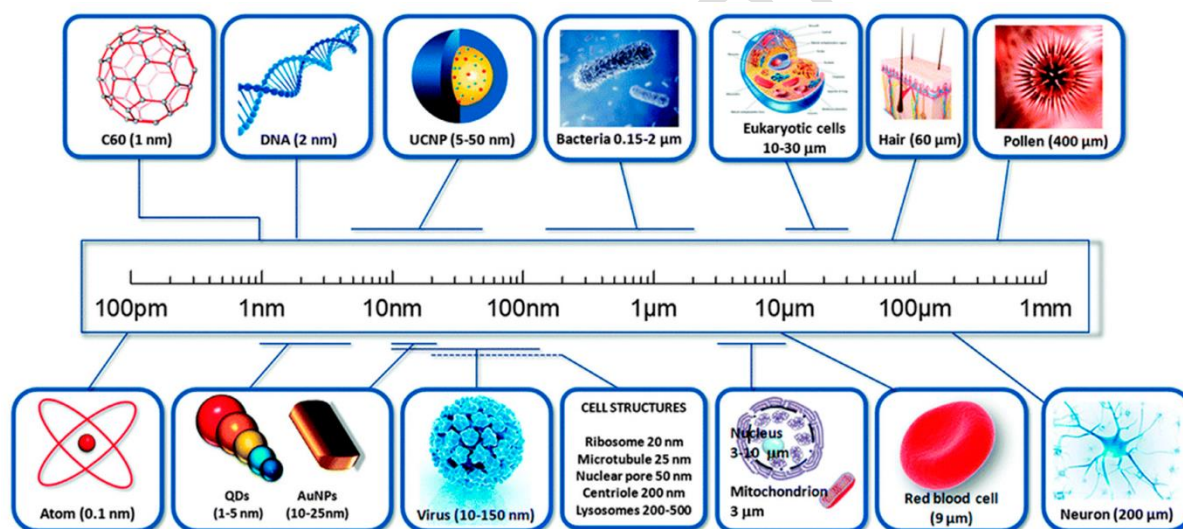 C60 (1 nm)
DNA (2 nm)
UCNP (5-50 nm)
Bacteria 0.15-2 μm
Eukaryotic cells
10-30 μm
Hair (60 μm)
Pollen (400 μm)
100pm 1nm 10nm 100nm 1μm 10μm 100μm 1mm
Atom (0.1 nm)
QDs
(1-5 nm)
AuNPs
(10-25nm)
Virus (10-150 nm)
CELL STRUCTURES
Ribosome 20 nm
Microtubule 25 nm
Nuclear pore 50 nm
Centriole 200 nm
Lysosomes 200-500
Nucleus
3-10 μm
Mitochondrion
3 μm
Red blood cell
(9 μm)
Neuron (200 μm)